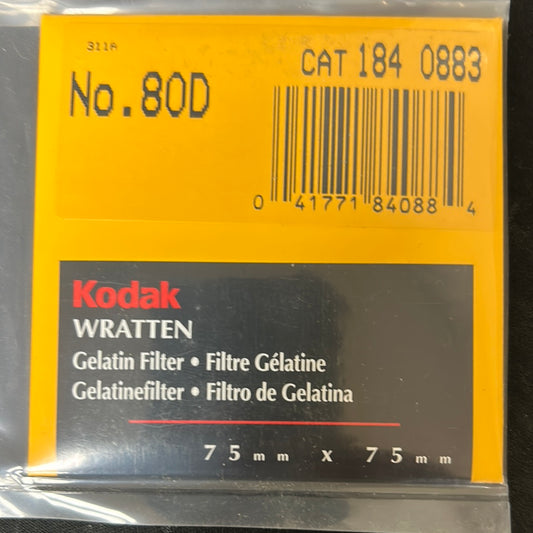 311A
CAT 184 0883
No.80D
0 41771 84088 4
Kodak
WRATTEN
Gelatin Filter • Filtre Gélatine
Gelatinefilter • Filtro de Gelatina
75mm x 75mm